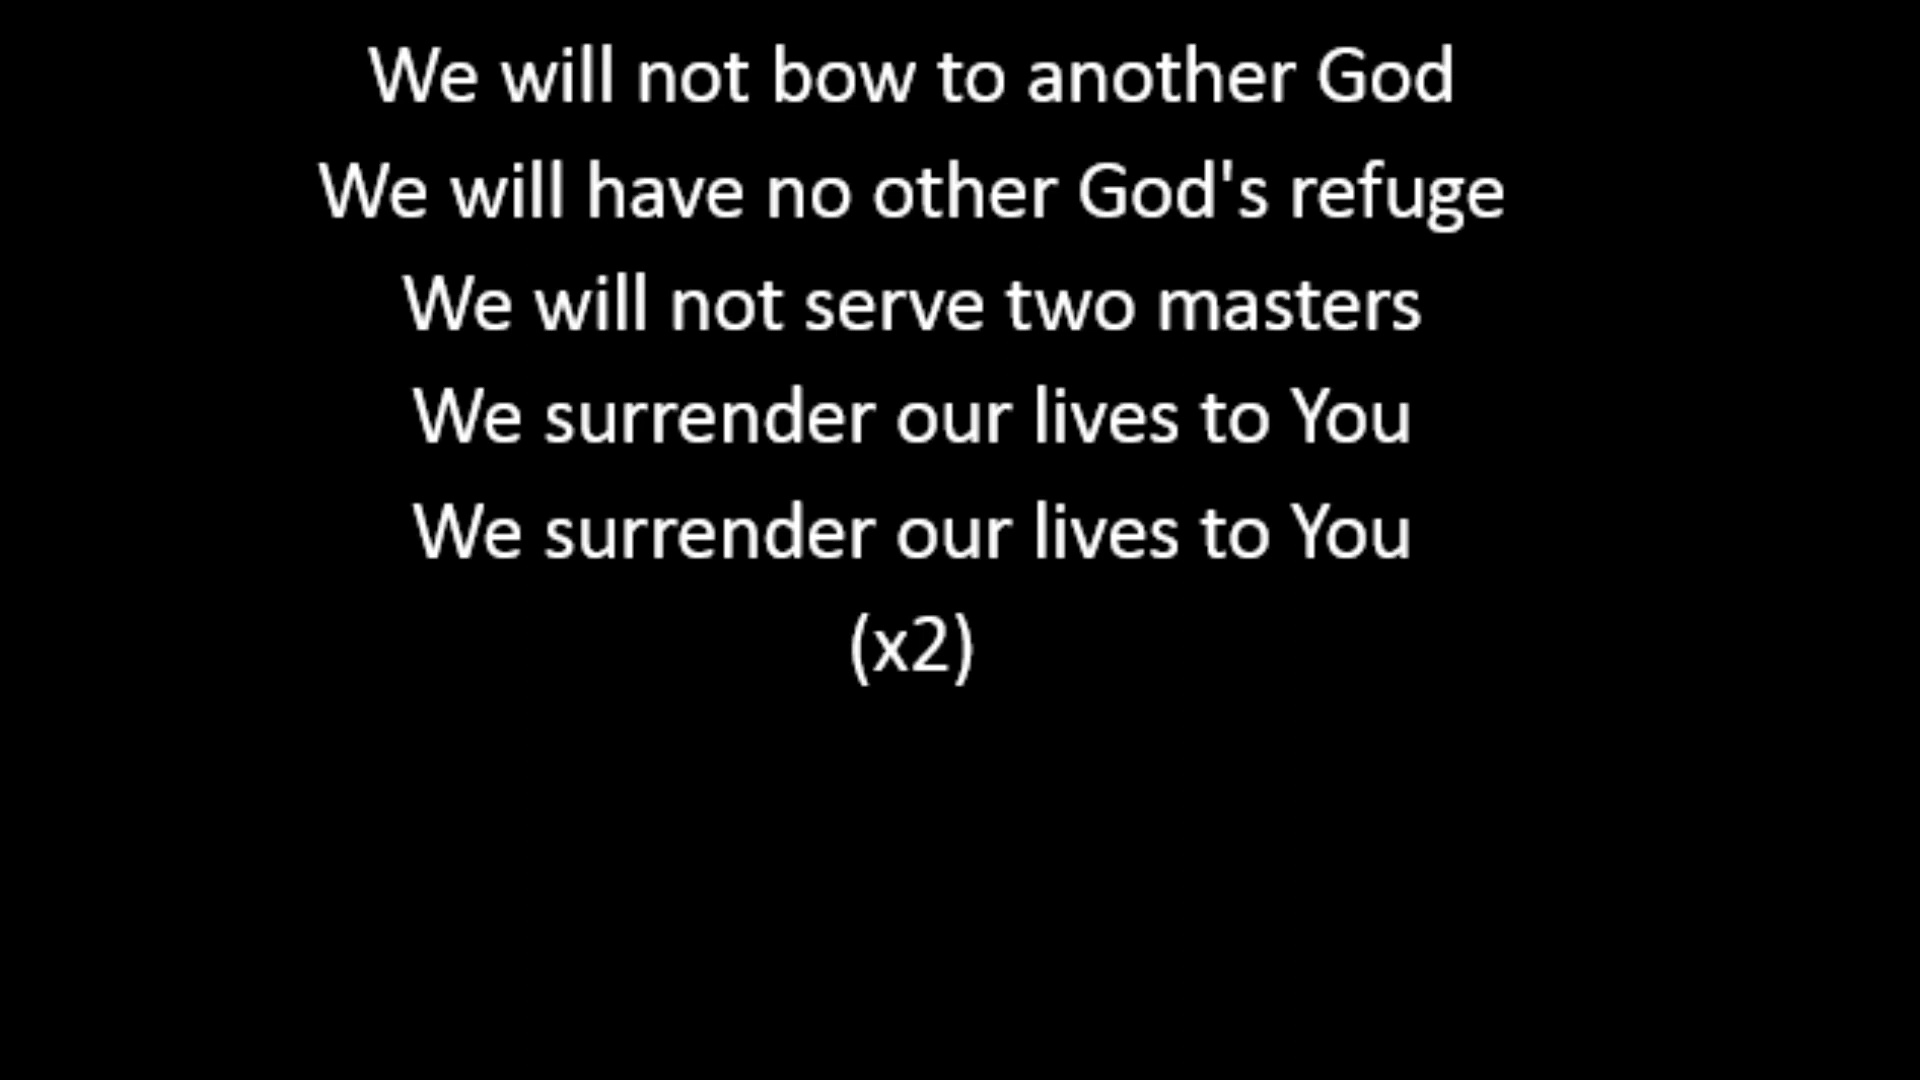 We will not bow to another God
We will have no other God's refuge
We will not serve two masters
We surrender our lives to You
We surrender our lives to You
(x2)